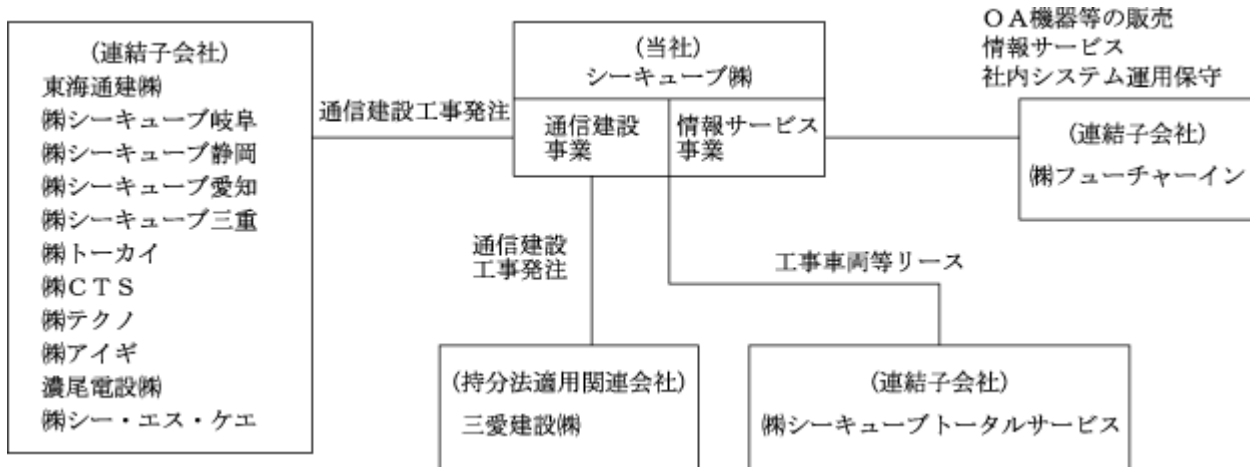 (連結子会社)
東海通建㈱
㈱シーキューブ岐阜
㈱シーキューブ静岡
㈱シーキューブ愛知
㈱シーキューブ三重
㈱トーカイ
㈱CTS
㈱テクノ
㈱アイギ
濃尾電設㈱
㈱シー・エス・ケエ
通信建設工事発注
(当社)
シーキューブ㈱
通信建設
事業
情報サービス
事業
OA機器等の販売
情報サービス
社内システム運用保守
(連結子会社)
㈱フューチャーイン
通信建設
工事発注
工事車両等リース
(持分法適用関連会社)
三愛建設㈱
(連結子会社)
㈱シーキューブトータルサービス